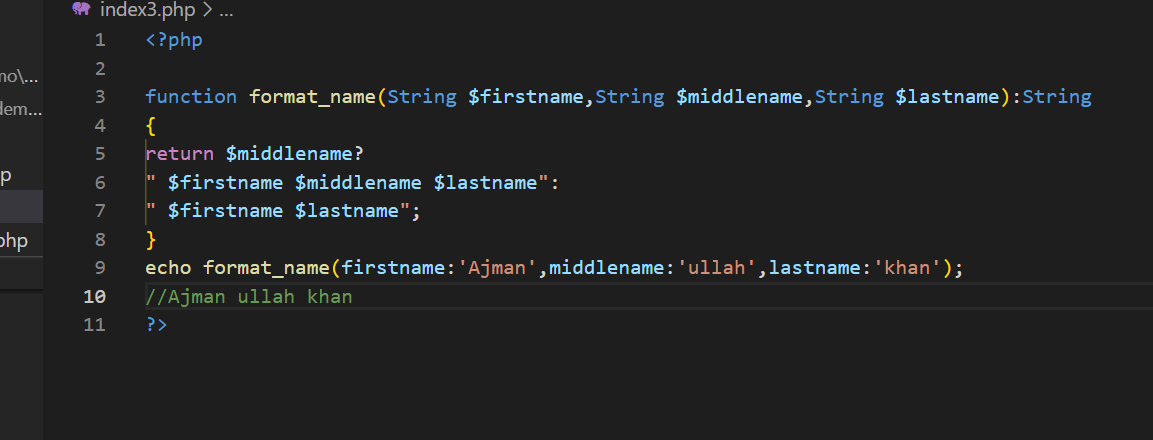 index3.php > ...
1 <?php
2
3 function format_name(String $firstname,String $middlename,String $lastname):String
mo\...
4 {
dem...
5 return $middlename?
p
6 " $firstname $middlename $lastname":
7 " $firstname $lastname";
php
8 }
9 echo format_name(firstname:'Ajman',middlename:'ullah',lastname:'khan');
10 //Ajman ullah khan
11 ?>